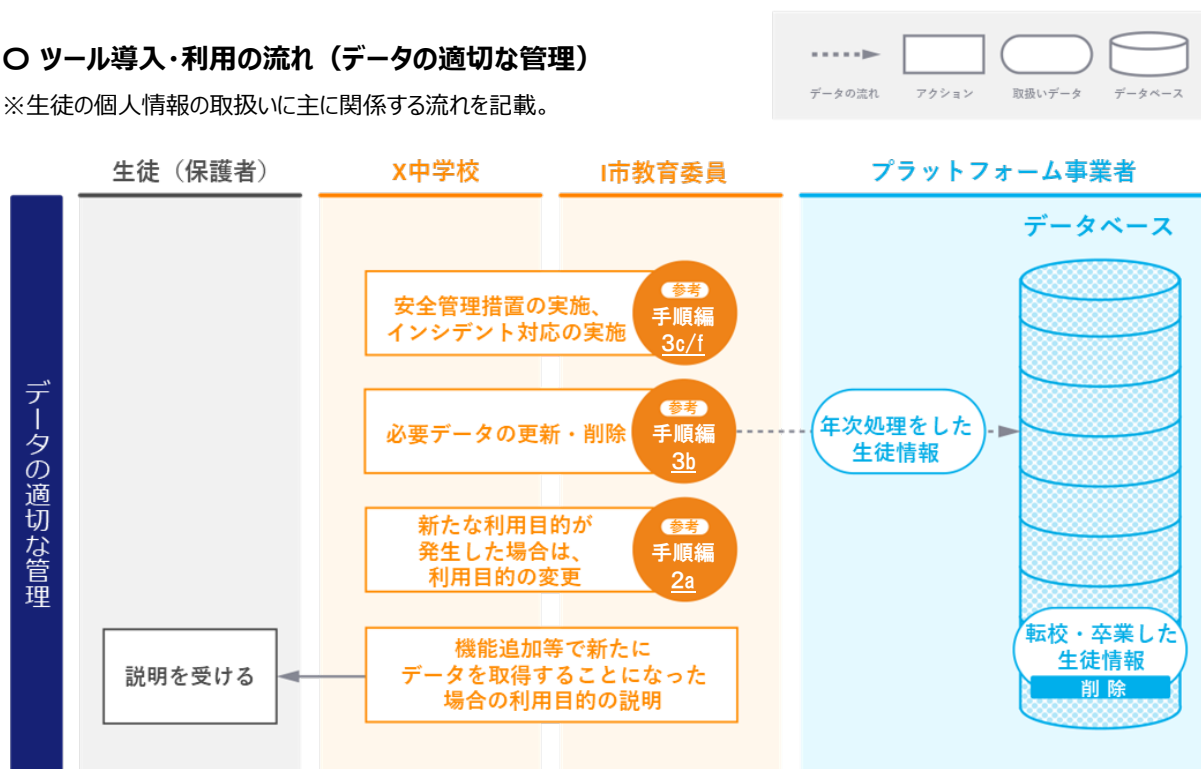 〇 ツール導入・利用の流れ（データの適切な管理）
※生徒の個人情報の取扱いに主に関係する流れを記載。
データの流れ
アクション
取扱いデータ
データベース
生徒（保護者）
X中学校
I市教育委員
プラットフォーム事業者
データベース
データの適切な管理
安全管理措置の実施、
インシデント対応の実施
参考
手順編
3c/f
必要データの更新・削除
参考
手順編
3b
年次処理をした
生徒情報
新たな利用目的が
発生した場合は、
利用目的の変更
参考
手順編
2a
説明を受ける
機能追加等で新たに
データを取得することになった
場合の利用目的の説明
転校・卒業した
生徒情報
削除